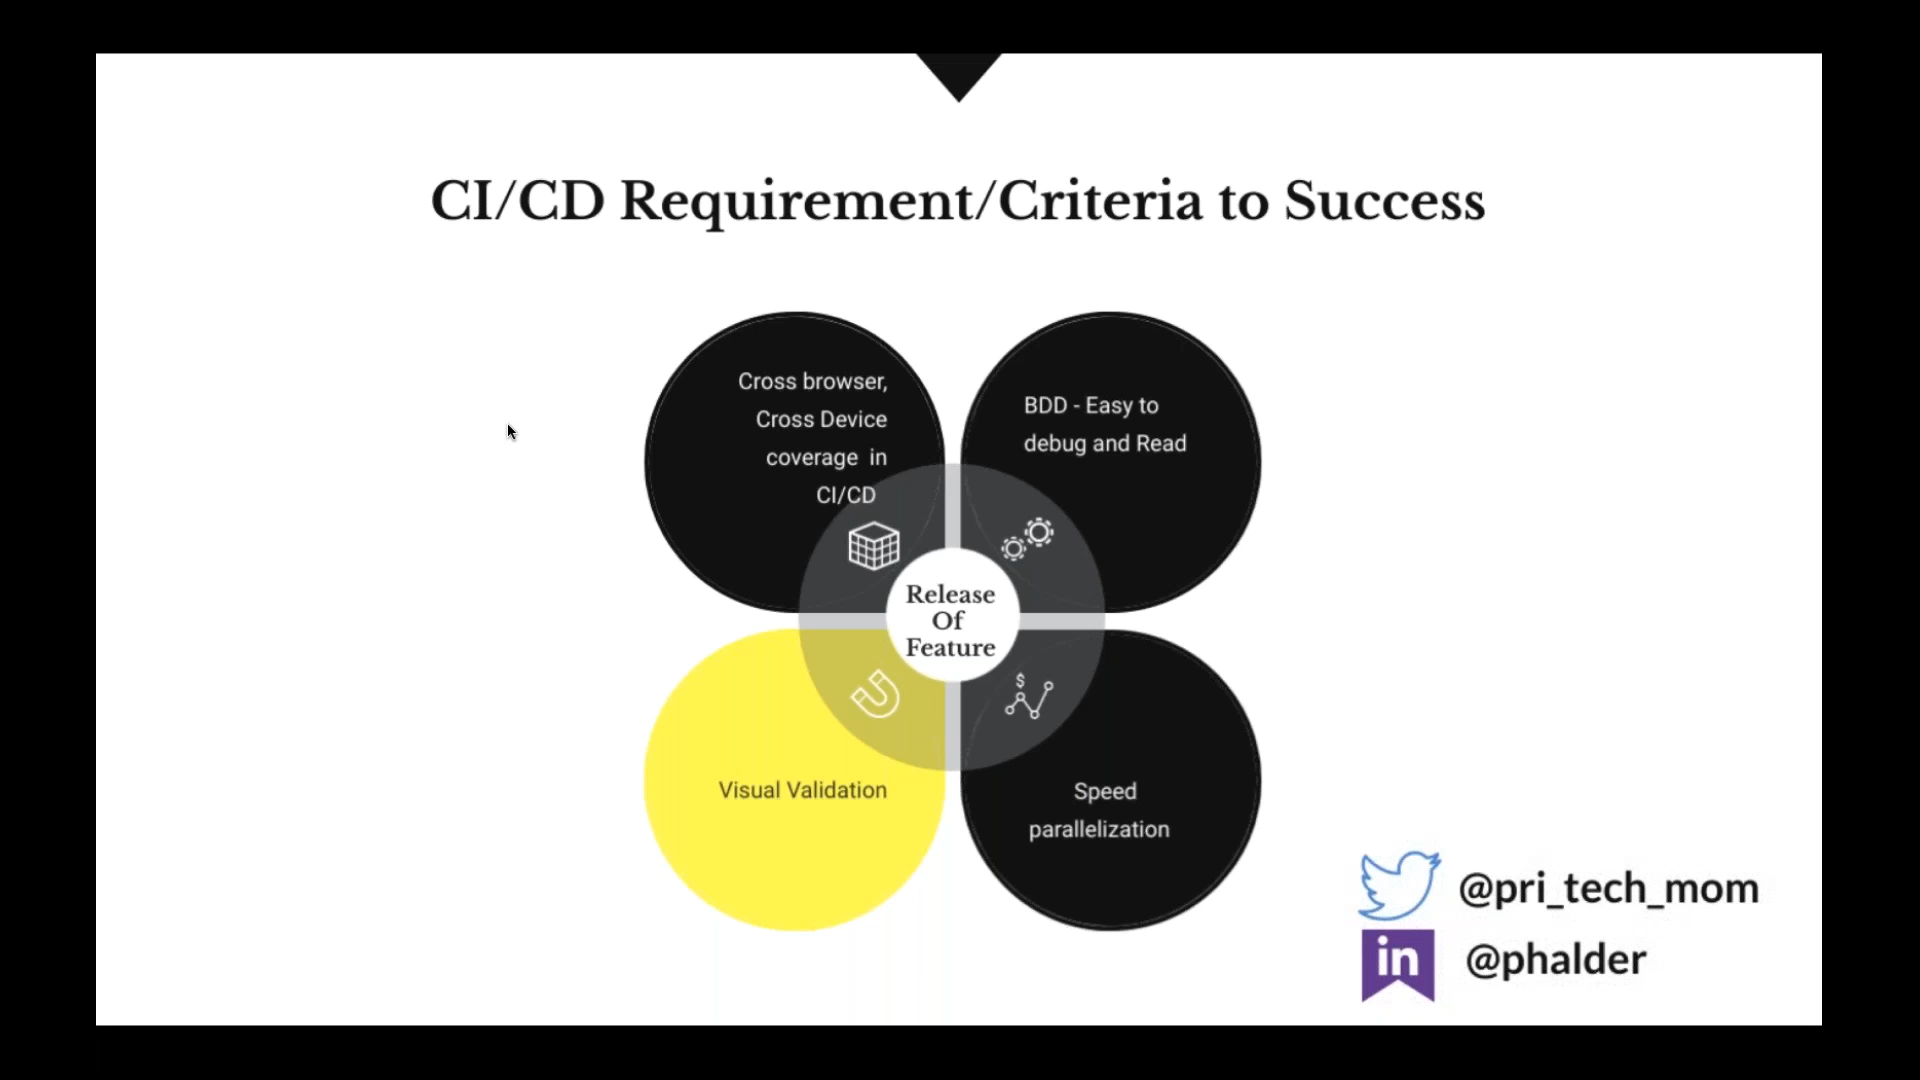 CI/CD Requirement/Criteria to Success
Cross browser,
Cross Device
coverage in
CI/CD
BDD - Easy to
debug and Read
Release
Of
Feature
$
Visual Validation
Speed
parallelization
@pri_tech_mom
in
@phalder